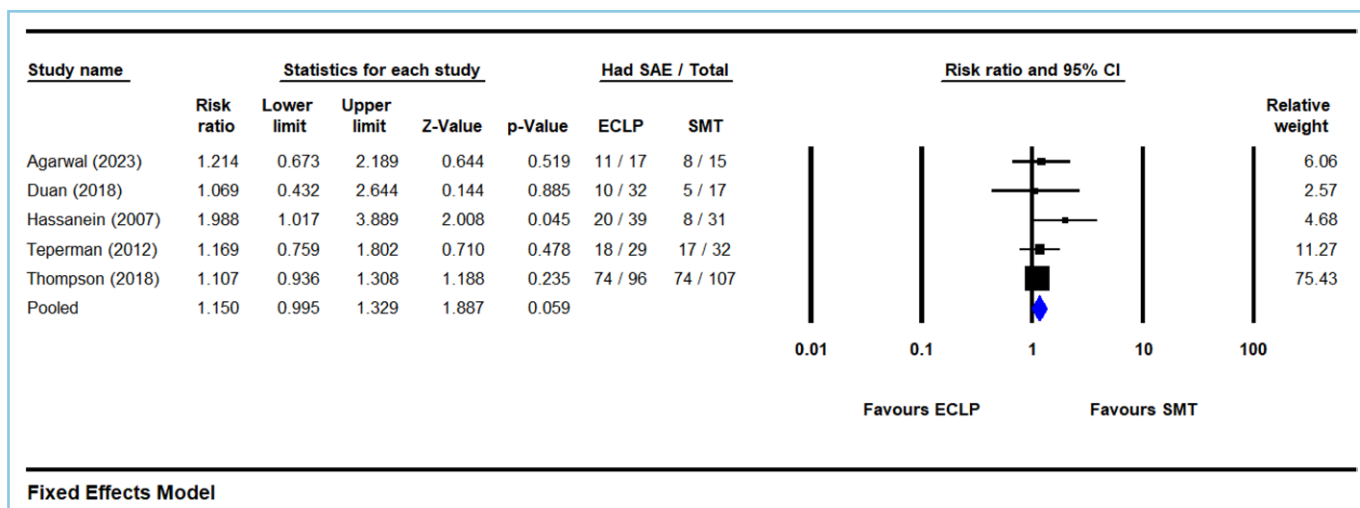 Study name Statistics for each study Had SAE / Total Risk ratio and 95% CI
Risk ratio Lower limit Upper limit Z-Value p-Value ECLP SMT Relative weight
Agarwal (2023) 1.214 0.673 2.189 0.644 0.519 11 / 17 8 / 15 6.06
Duan (2018) 1.069 0.432 2.644 0.144 0.885 10 / 32 5 / 17 2.57
Hassanein (2007) 1.988 1.017 3.889 2.008 0.045 20 / 39 8 / 31 4.68
Teperman (2012) 1.169 0.759 1.802 0.710 0.478 18 / 29 17 / 32 11.27
Thompson (2018) 1.107 0.936 1.308 1.188 0.235 74 / 96 74 / 107 75.43
Pooled 1.150 0.995 1.329 1.887 0.059
0.01 0.1 1 10 100
Favours ECLP Favours SMT
Fixed Effects Model